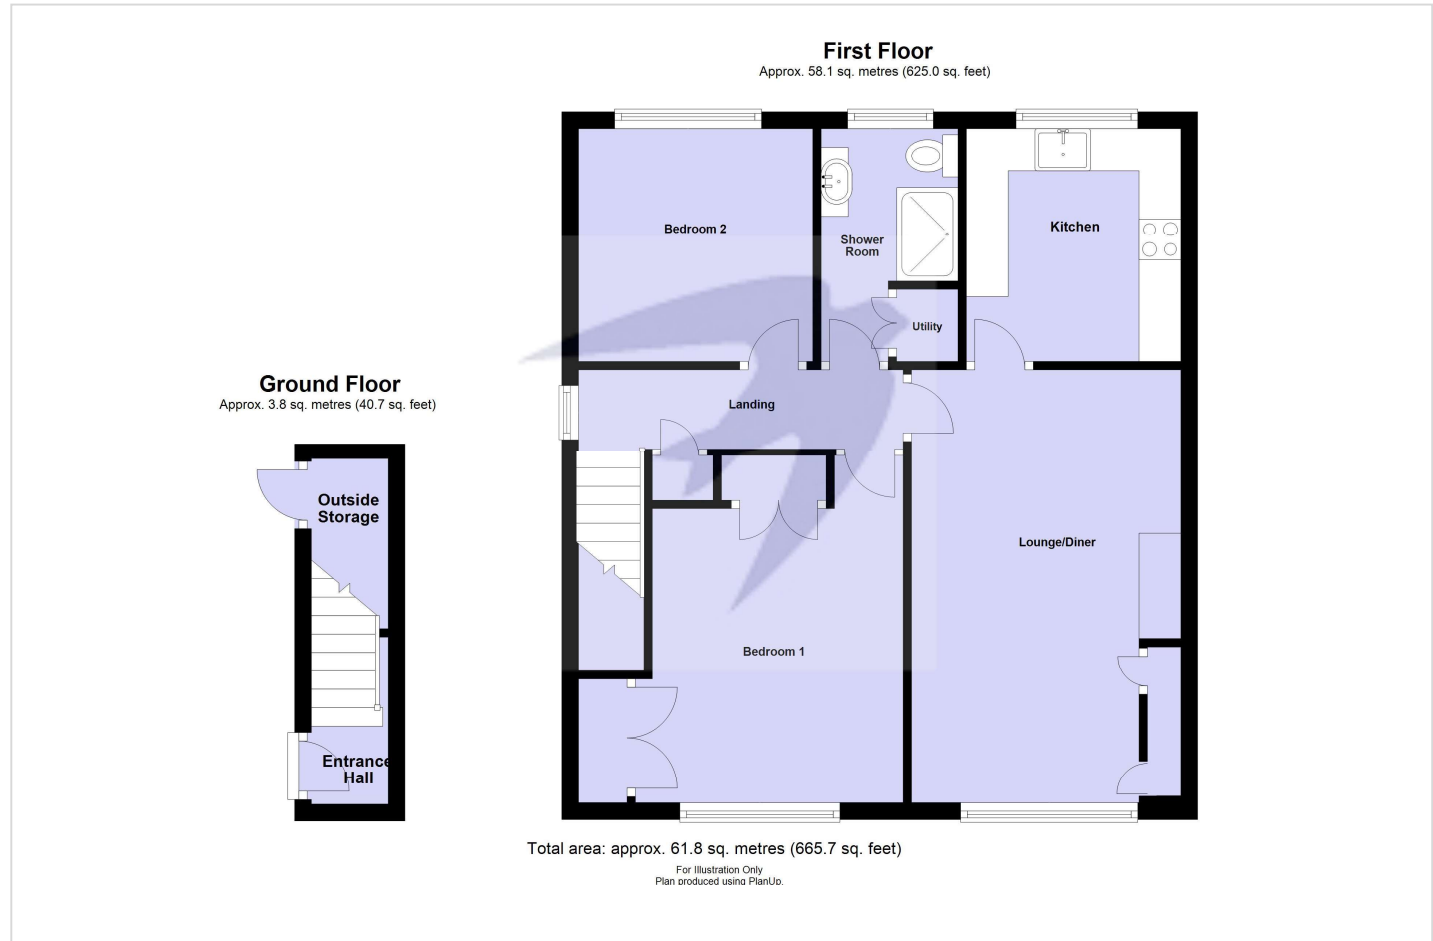 First Floor
Approx. 58.1 sq. metres (625.0 sq. feet)
Bedroom 2
Shower
Room
Kitchen
Utility
Ground Floor
Approx. 3.8 sq. metres (40.7 sq. feet)
Landing
Outside
Storage
Lounge/Diner
Bedroom 1
Entrance
Hall
Total area: approx. 61.8 sq. metres (665.7 sq. feet)
For Illustration Only
Plan produced using PlanUp.